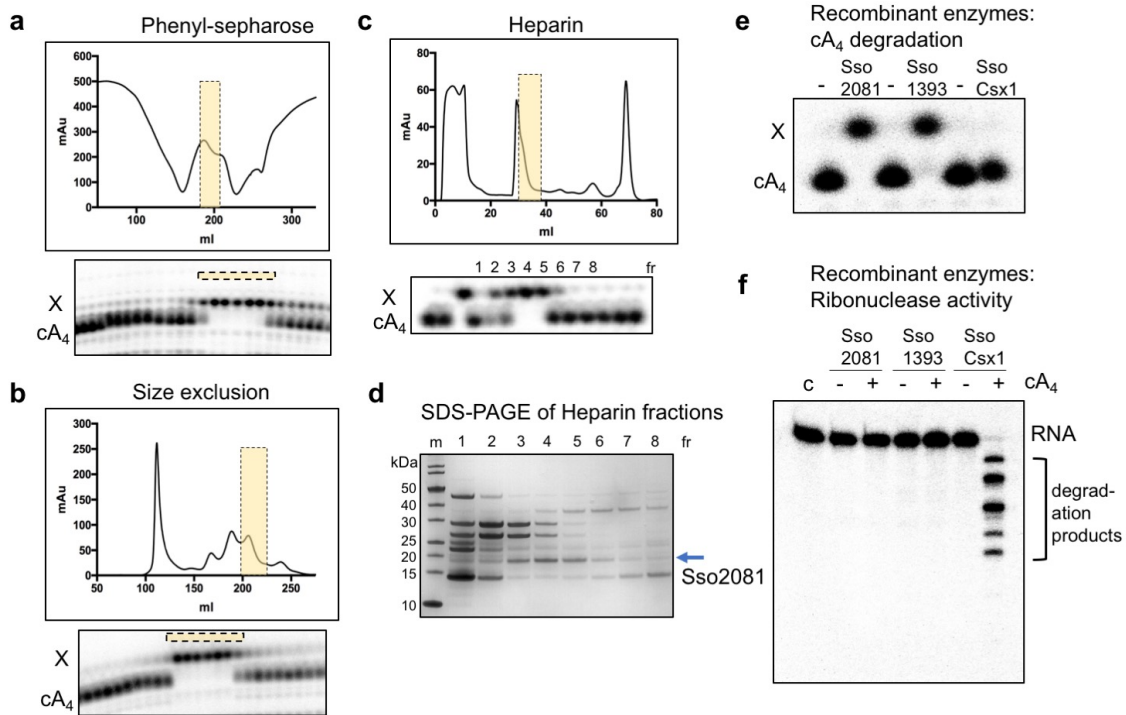 a
Phenyl-sepharose
600
500
400
300
200
100
0
mAu
100
200
300
ml
X
cA4
b
Size exclusion
300
200
100
0
mAu
50
100
150
200
250
ml
X
cA4
c
Heparin
80
60
40
20
0
mAu
0
20
40
60
80
ml
1 2 3 4 5 6 7 8 fr
X
cA4
d
SDS-PAGE of Heparin fractions
m 1 2 3 4 5 6 7 8 fr
kDa
50
40
30
25
20
15
10
Sso2081
e
Recombinant enzymes:
cA4 degradation
Sso Sso Sso
- 2081 - 1393 - Csx1
X
cA4
f
Recombinant enzymes:
Ribonuclease activity
Sso Sso Sso
2081 1393 Csx1
c - + - + - + cA4
RNA
degrad-
ation
products